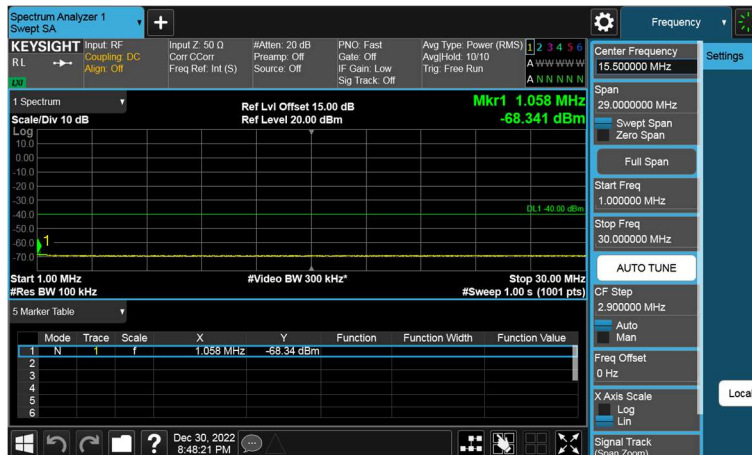 Spectrum Analyzer 1
Swept SA
Frequency
KEYSIGHT Input: RF Input Z: 50 Ω #Atten: 20 dB PNO: Fast Avg Type: Power (RMS) 1 2 3 4 5 6
RL Coupling: DC Corr CCorr Preamp: Off Gate: Off Avg|Hold: 10/10 A W W W W W
Align: Off Freq Ref: Int (S) Source: Off IF Gain: Low Trig: Free Run
Sig Track: Off A N N N N N
LXI
1 Spectrum
Ref Lvl Offset 15.00 dB Mkr1 1.058 MHz
Scale/Div 10 dB Ref Level 20.00 dBm -68.341 dBm
Log
10.0
0.00
-10.0
-20.0
-30.0
DL1 -40.00 dBm
-40.0
-50.0
-60.0 1
-70.0
Start 1.00 MHz #Video BW 300 kHz* Stop 30.00 MHz
#Res BW 100 kHz #Sweep 1.00 s (1001 pts)
5 Marker Table
Mode Trace Scale X Y Function Function Width Function Value
1 N 1 f 1.058 MHz -68.34 dBm
2
3
4
5
6
Dec 30, 2022
8:48:21 PM
?
Center Frequency
15.500000 MHz
Settings
Span
29.0000000 MHz
Swept Span
Zero Span
Full Span
Start Freq
1.000000 MHz
Stop Freq
30.000000 MHz
AUTO TUNE
CF Step
2.900000 MHz
Auto
Man
Freq Offset
0 Hz
X Axis Scale
Log
Lin
Local
Signal Track
(Span Zoom)